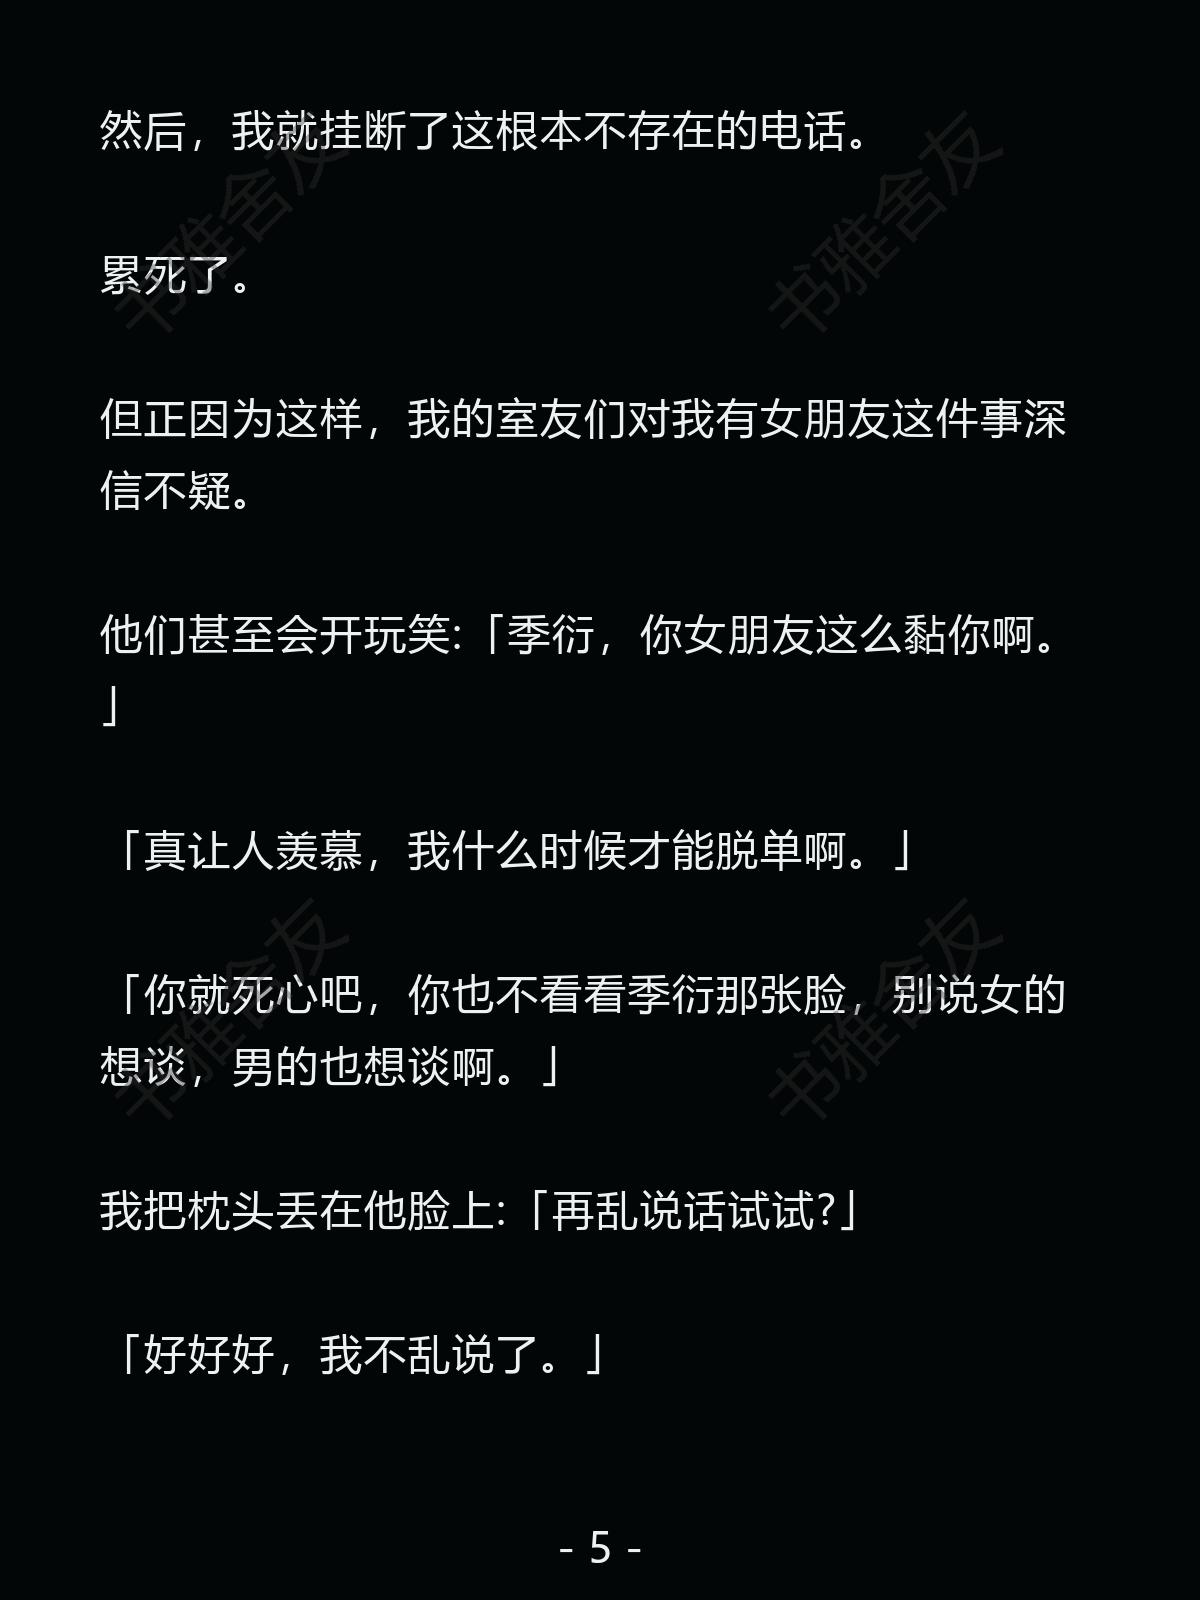 然后，我就挂断了这根本不存在的电话。
累死了。
但正因为这样，我的室友们对我有女朋友这件事深
信不疑。
他们甚至会开玩笑:「季衍，你女朋友这么黏你啊。
」
「真让人羡慕，我什么时候才能脱单啊。」
「你就死心吧，你也不看看季衍那张脸，别说女的
想谈，男的也想谈啊。」
我把枕头丢在他脸上:「再乱说话试试?」
「好好好，我不乱说了。」
- 5 -
书雅舍友
书雅舍友
书雅舍友
书雅舍友